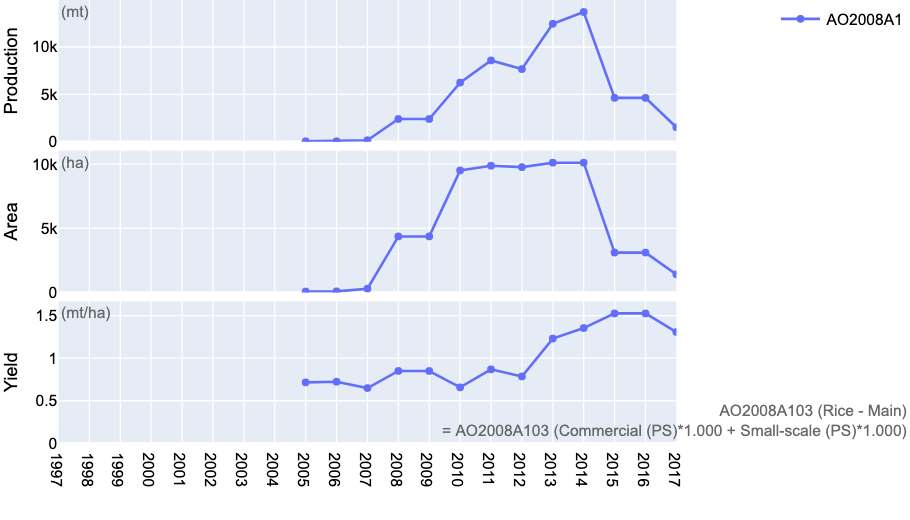 (mt)
AO2008A1
Production
10k
5k
0
(ha)
Area
10k
5k
0
(mt/ha)
Yield
1.5
1
0.5
0
AO2008A103 (Rice - Main)
= AO2008A103 (Commercial (PS)*1.000 + Small-scale (PS)*1.000)
1997
1998
1999
2000
2001
2002
2003
2004
2005
2006
2007
2008
2009
2010
2011
2012
2013
2014
2015
2016
2017